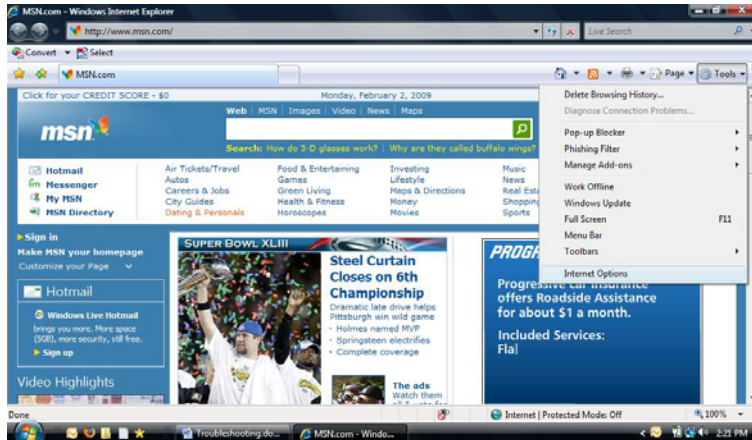 MSN.com - Windows Internet Explorer
http://www.msn.com/
Live Search
Convert Select
MSN.com
Page Tools
Click for your CREDIT SCORE - $0
Monday, February 2, 2009
Web MSN Images Video News Maps
msn
Search: How do 3-D glasses work? Why are they called buffalo wings?
Hotmail
Messenger
My MSN
MSN Directory
Air Tickets/Travel
Autos
Careers & Jobs
City Guides
Dating & Personals
Food & Entertaining
Games
Green Living
Health & Fitness
Horoscopes
Investing
Lifestyle
Maps & Directions
Money
Movies
Music
News
Real Esta
Shopping
Sports
Delete Browsing History...
Diagnose Connection Problems...
Pop-up Blocker
Phishing Filter
Manage Add-ons
Work Offline
Windows Update
Full Screen F11
Menu Bar
Toolbars
Internet Options
Sign in
Make MSN your homepage
Customize your Page
Hotmail
Windows Live Hotmail
brings you more. More space
(5GB), more security, still free.
Sign up
Video Highlights
SUPER BOWL XLIII
Steel Curtain
Closes on 6th
Championship
Dramatic late drive helps
Pittsburgh win wild game
- Holmes named MVP
- Springsteen electrifies
- Complete coverage
The ads
Watch them
PROGR
Progressive car insurance
offers Roadside Assistance
for about $1 a month.
Included Services:
Fla
Done
Internet | Protected Mode: Off
100%
Troubleshooting.do...
MSN.com - Windo...
2:21 PM